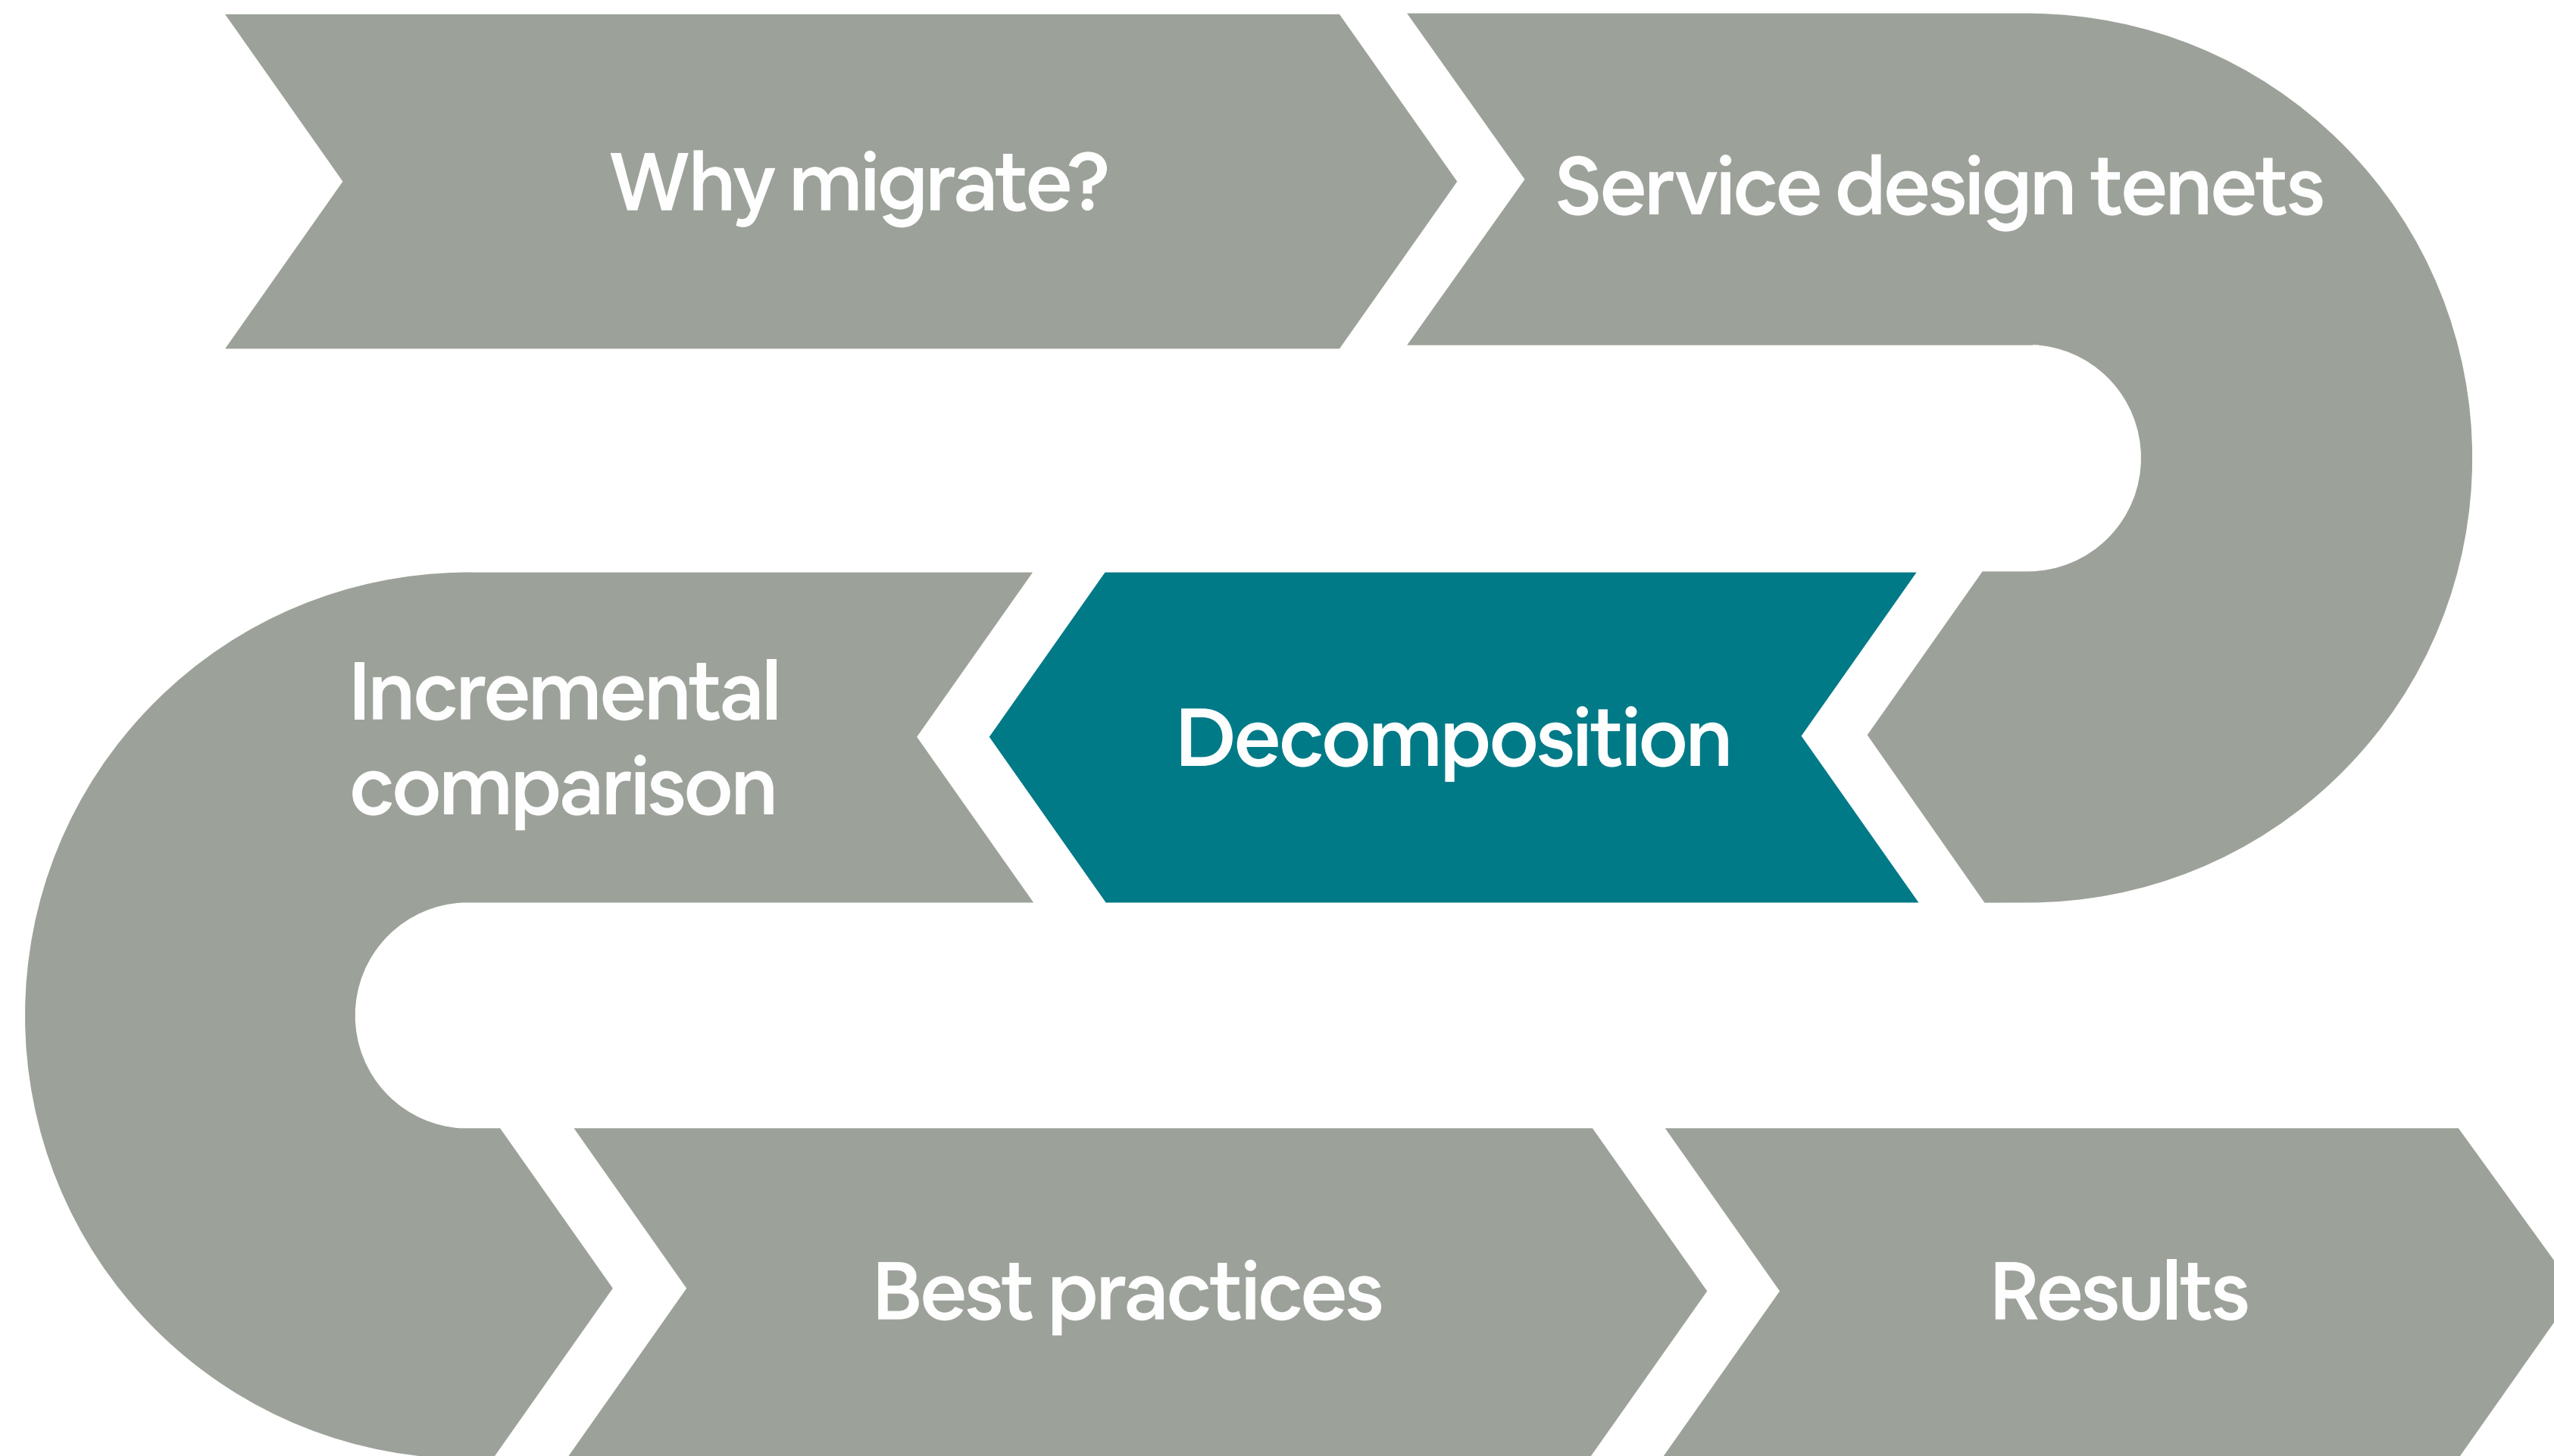 Why migrate?
Service design tenets
Decomposition
Incremental
comparison
Best practices
Results